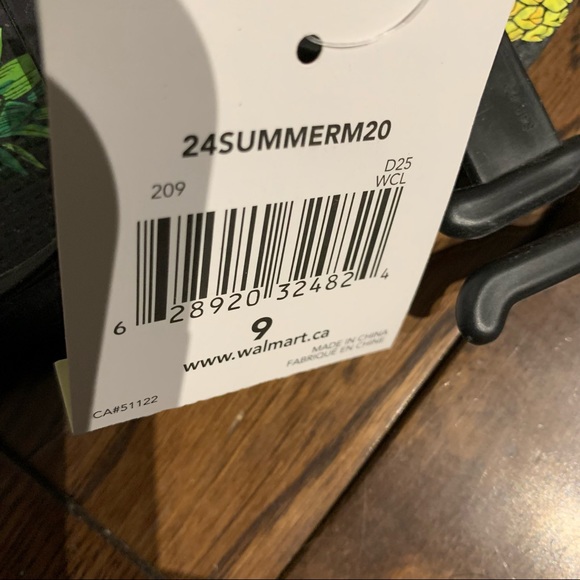 24SUMMERM20
209
D25
WCL
6 28920 32482 4
9
www.walmart.ca
MADE IN CHINA
FABRIQUÉ EN CHINE
CA#51122